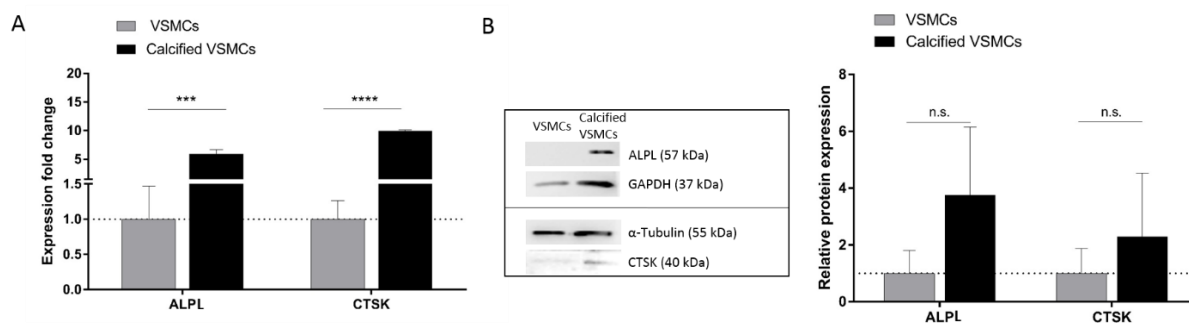 A
VSMCs
Calcified VSMCs
Expression fold change
20
15
10
5
1.5
1.0
0.5
0.0
***
****
ALPL
CTSK
B
VSMCs
Calcified
VSMCs
ALPL (57 kDa)
GAPDH (37 kDa)
α-Tubulin (55 kDa)
CTSK (40 kDa)
VSMCs
Calcified VSMCs
Relative protein expression
8
6
4
2
0
n.s.
n.s.
ALPL
CTSK